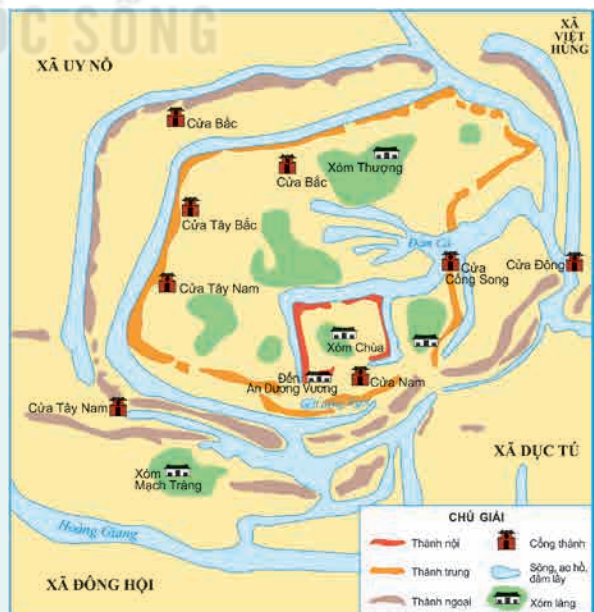 ỘC SỐNG
XÃ UY NỖ
XÃ
VIỆT
HÙNG
Cửa Bắc
Cửa Bắc
Xóm Thượng
Cửa Tây Bắc
Đầm Cả
Cửa
Cống Song
Cửa Đông
Cửa Tây Nam
Xóm Chùa
Đền
An Dương Vương
Cửa Nam
Cửa Tây Nam
XÃ DỤC TÚ
Xóm
Mạch Tràng
Hoàng Giang
XÃ ĐÔNG HỘI
CHÚ GIẢI
Thành nội
Cổng thành
Thành trung
Sông, ao hồ,
đầm lầy
Thành ngoại
Xóm làng